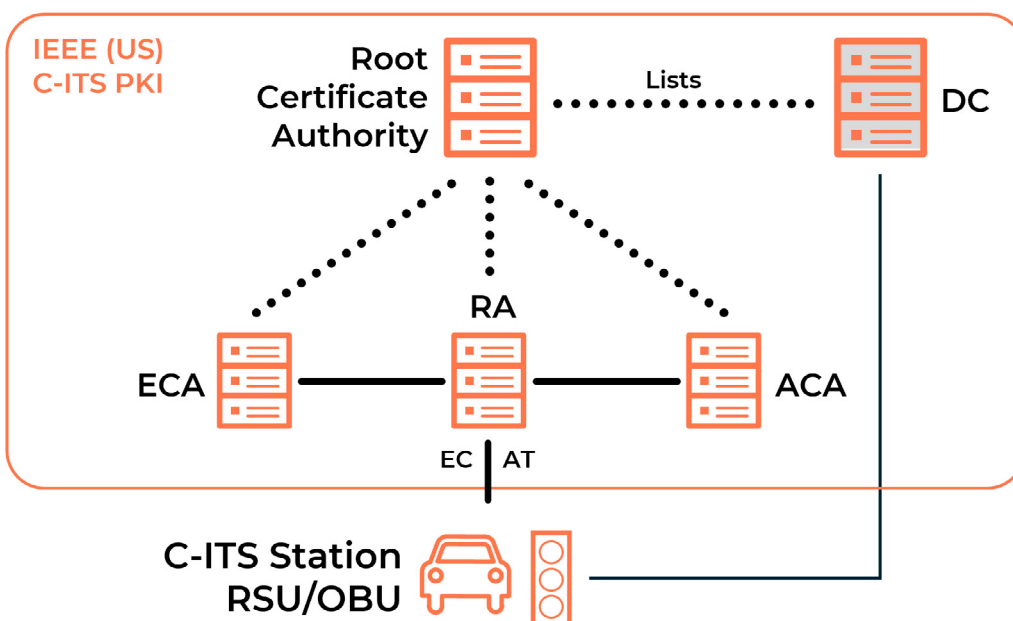 IEEE (US)
C-ITS PKI
Root
Certificate
Authority
Lists
DC
RA
ECA
ACA
EC
AT
C-ITS Station
RSU/OBU